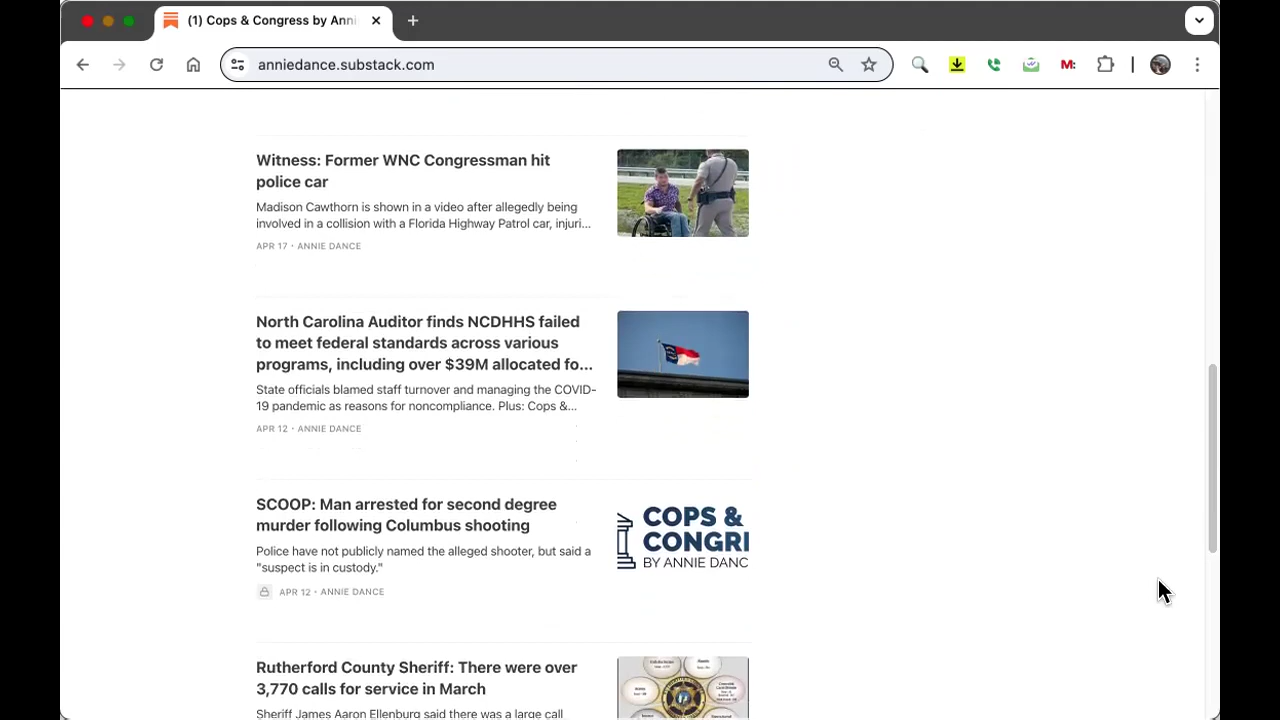 (1) Cops & Congress by Anni
anniedance.substack.com
M:
Witness: Former WNC Congressman hit
police car
Madison Cawthorn is shown in a video after allegedly being
involved in a collision with a Florida Highway Patrol car, injuri...
APR 17 · ANNIE DANCE
North Carolina Auditor finds NCDHHS failed
to meet federal standards across various
programs, including over $39M allocated fo...
State officials blamed staff turnover and managing the COVID-
19 pandemic as reasons for noncompliance. Plus: Cops &...
APR 12 · ANNIE DANCE
SCOOP: Man arrested for second degree
murder following Columbus shooting
Police have not publicly named the alleged shooter, but said a
"suspect is in custody."
APR 12 · ANNIE DANCE
COPS &
CONGR
BY ANNIE DANC
Rutherford County Sheriff: There were over
3,770 calls for service in March
Sheriff James Aaron Ellenburg said there was a large call